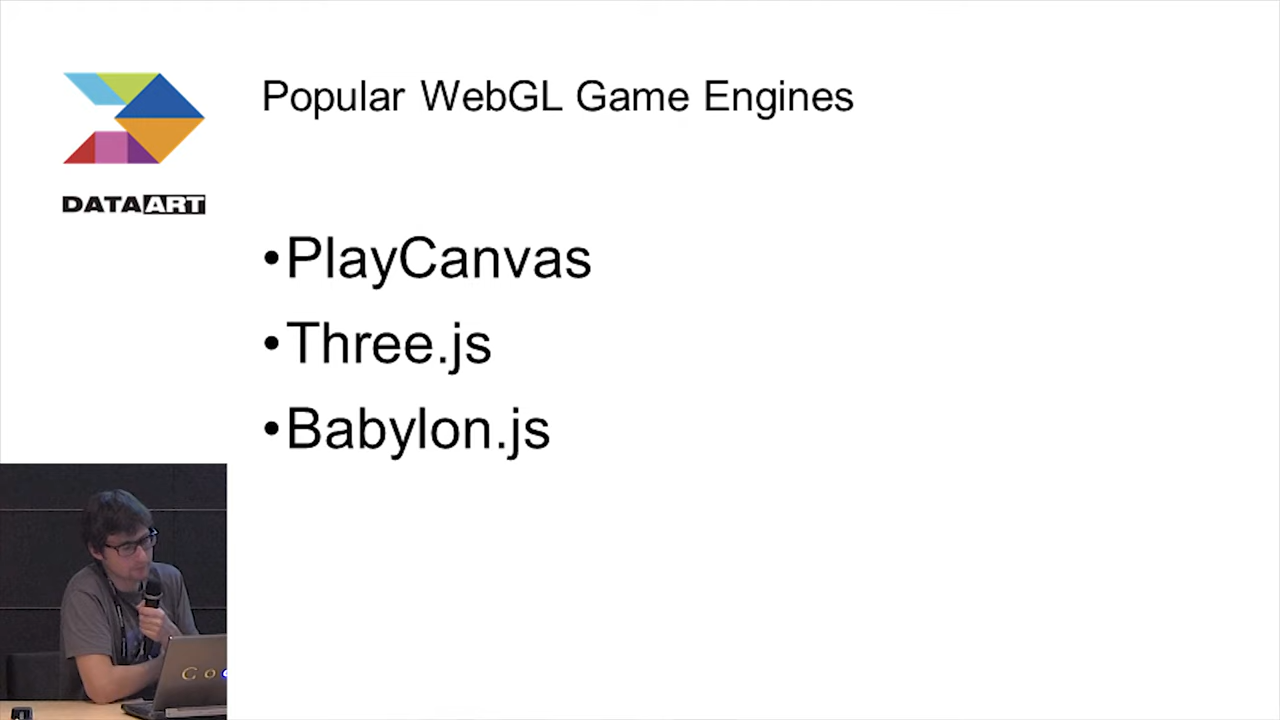 Popular WebGL Game Engines
DATAART
•PlayCanvas
•Three.js
•Babylon.js